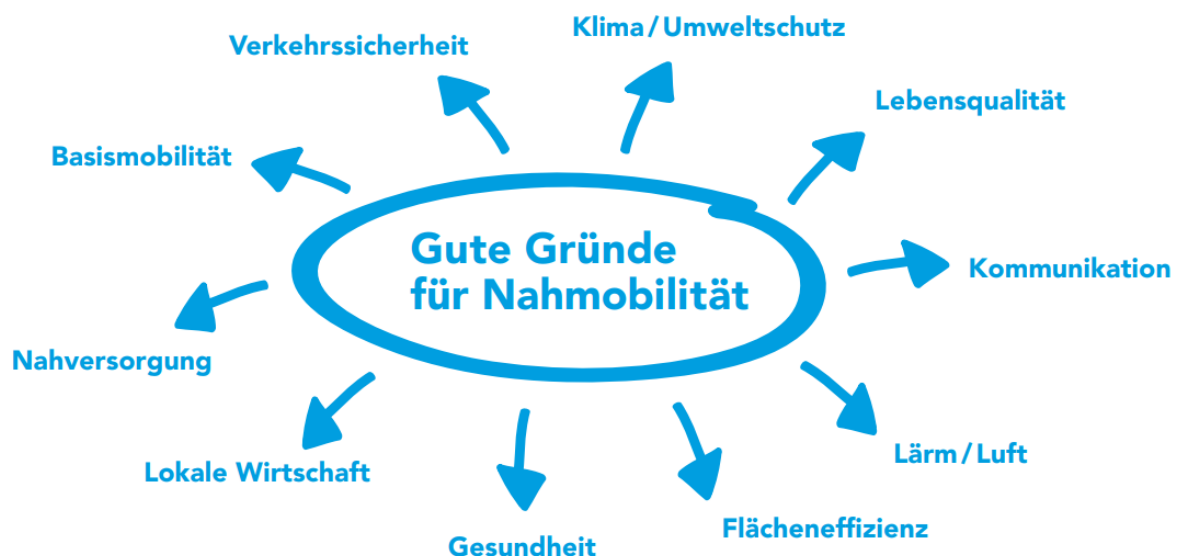 Klima / Umweltschutz
Verkehrssicherheit
Lebensqualität
Basismobilität
Gute Gründe
für Nahmobilität
Kommunikation
Nahversorgung
Lärm / Luft
Lokale Wirtschaft
Flächeneffizienz
Gesundheit